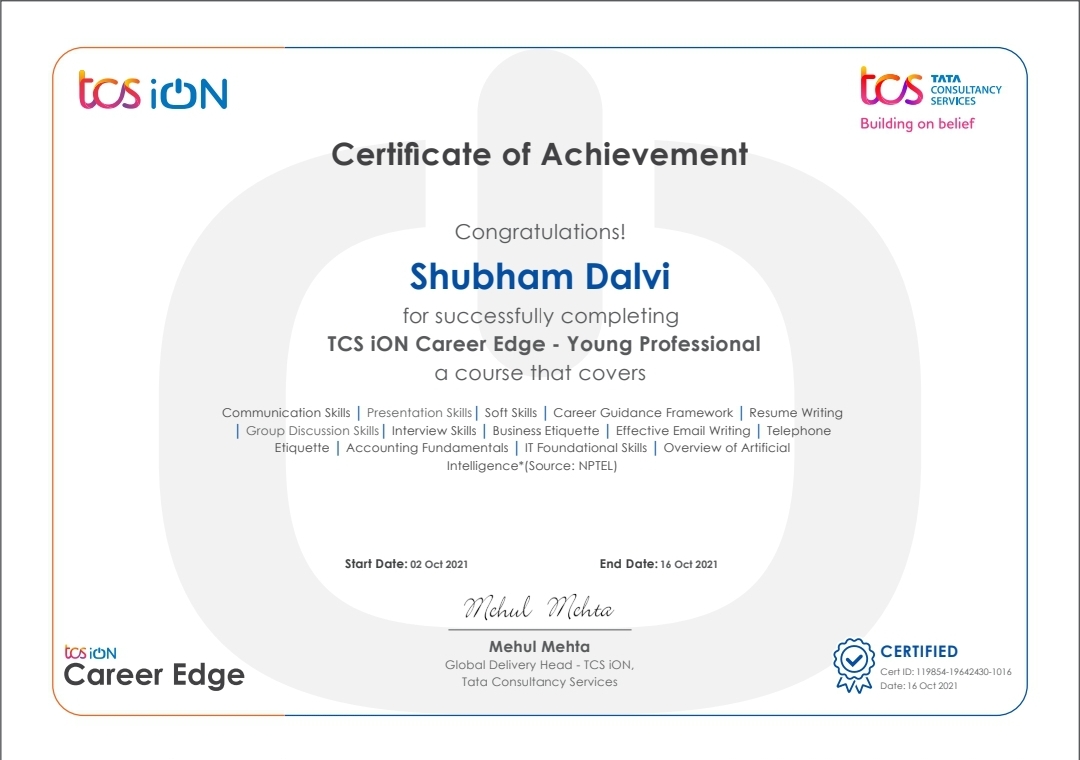 tcs iON
tcs TATA
CONSULTANCY
SERVICES
Building on belief
Certificate of Achievement
Congratulations!
Shubham Dalvi
for successfully completing
TCS iON Career Edge - Young Professional
a course that covers
Communication Skills | Presentation Skills | Soft Skills | Career Guidance Framework | Resume Writing
| Group Discussion Skills | Interview Skills | Business Etiquette | Effective Email Writing | Telephone
Etiquette | Accounting Fundamentals | IT Foundational Skills | Overview of Artificial
Intelligence*(Source: NPTEL)
Start Date: 02 Oct 2021 End Date: 16 Oct 2021
Mehul Mehta
Mehul Mehta
Global Delivery Head - TCS iON,
Tata Consultancy Services
tcs iON
Career Edge
CERTIFIED
Cert ID: 119854-19642430-1016
Date: 16 Oct 2021